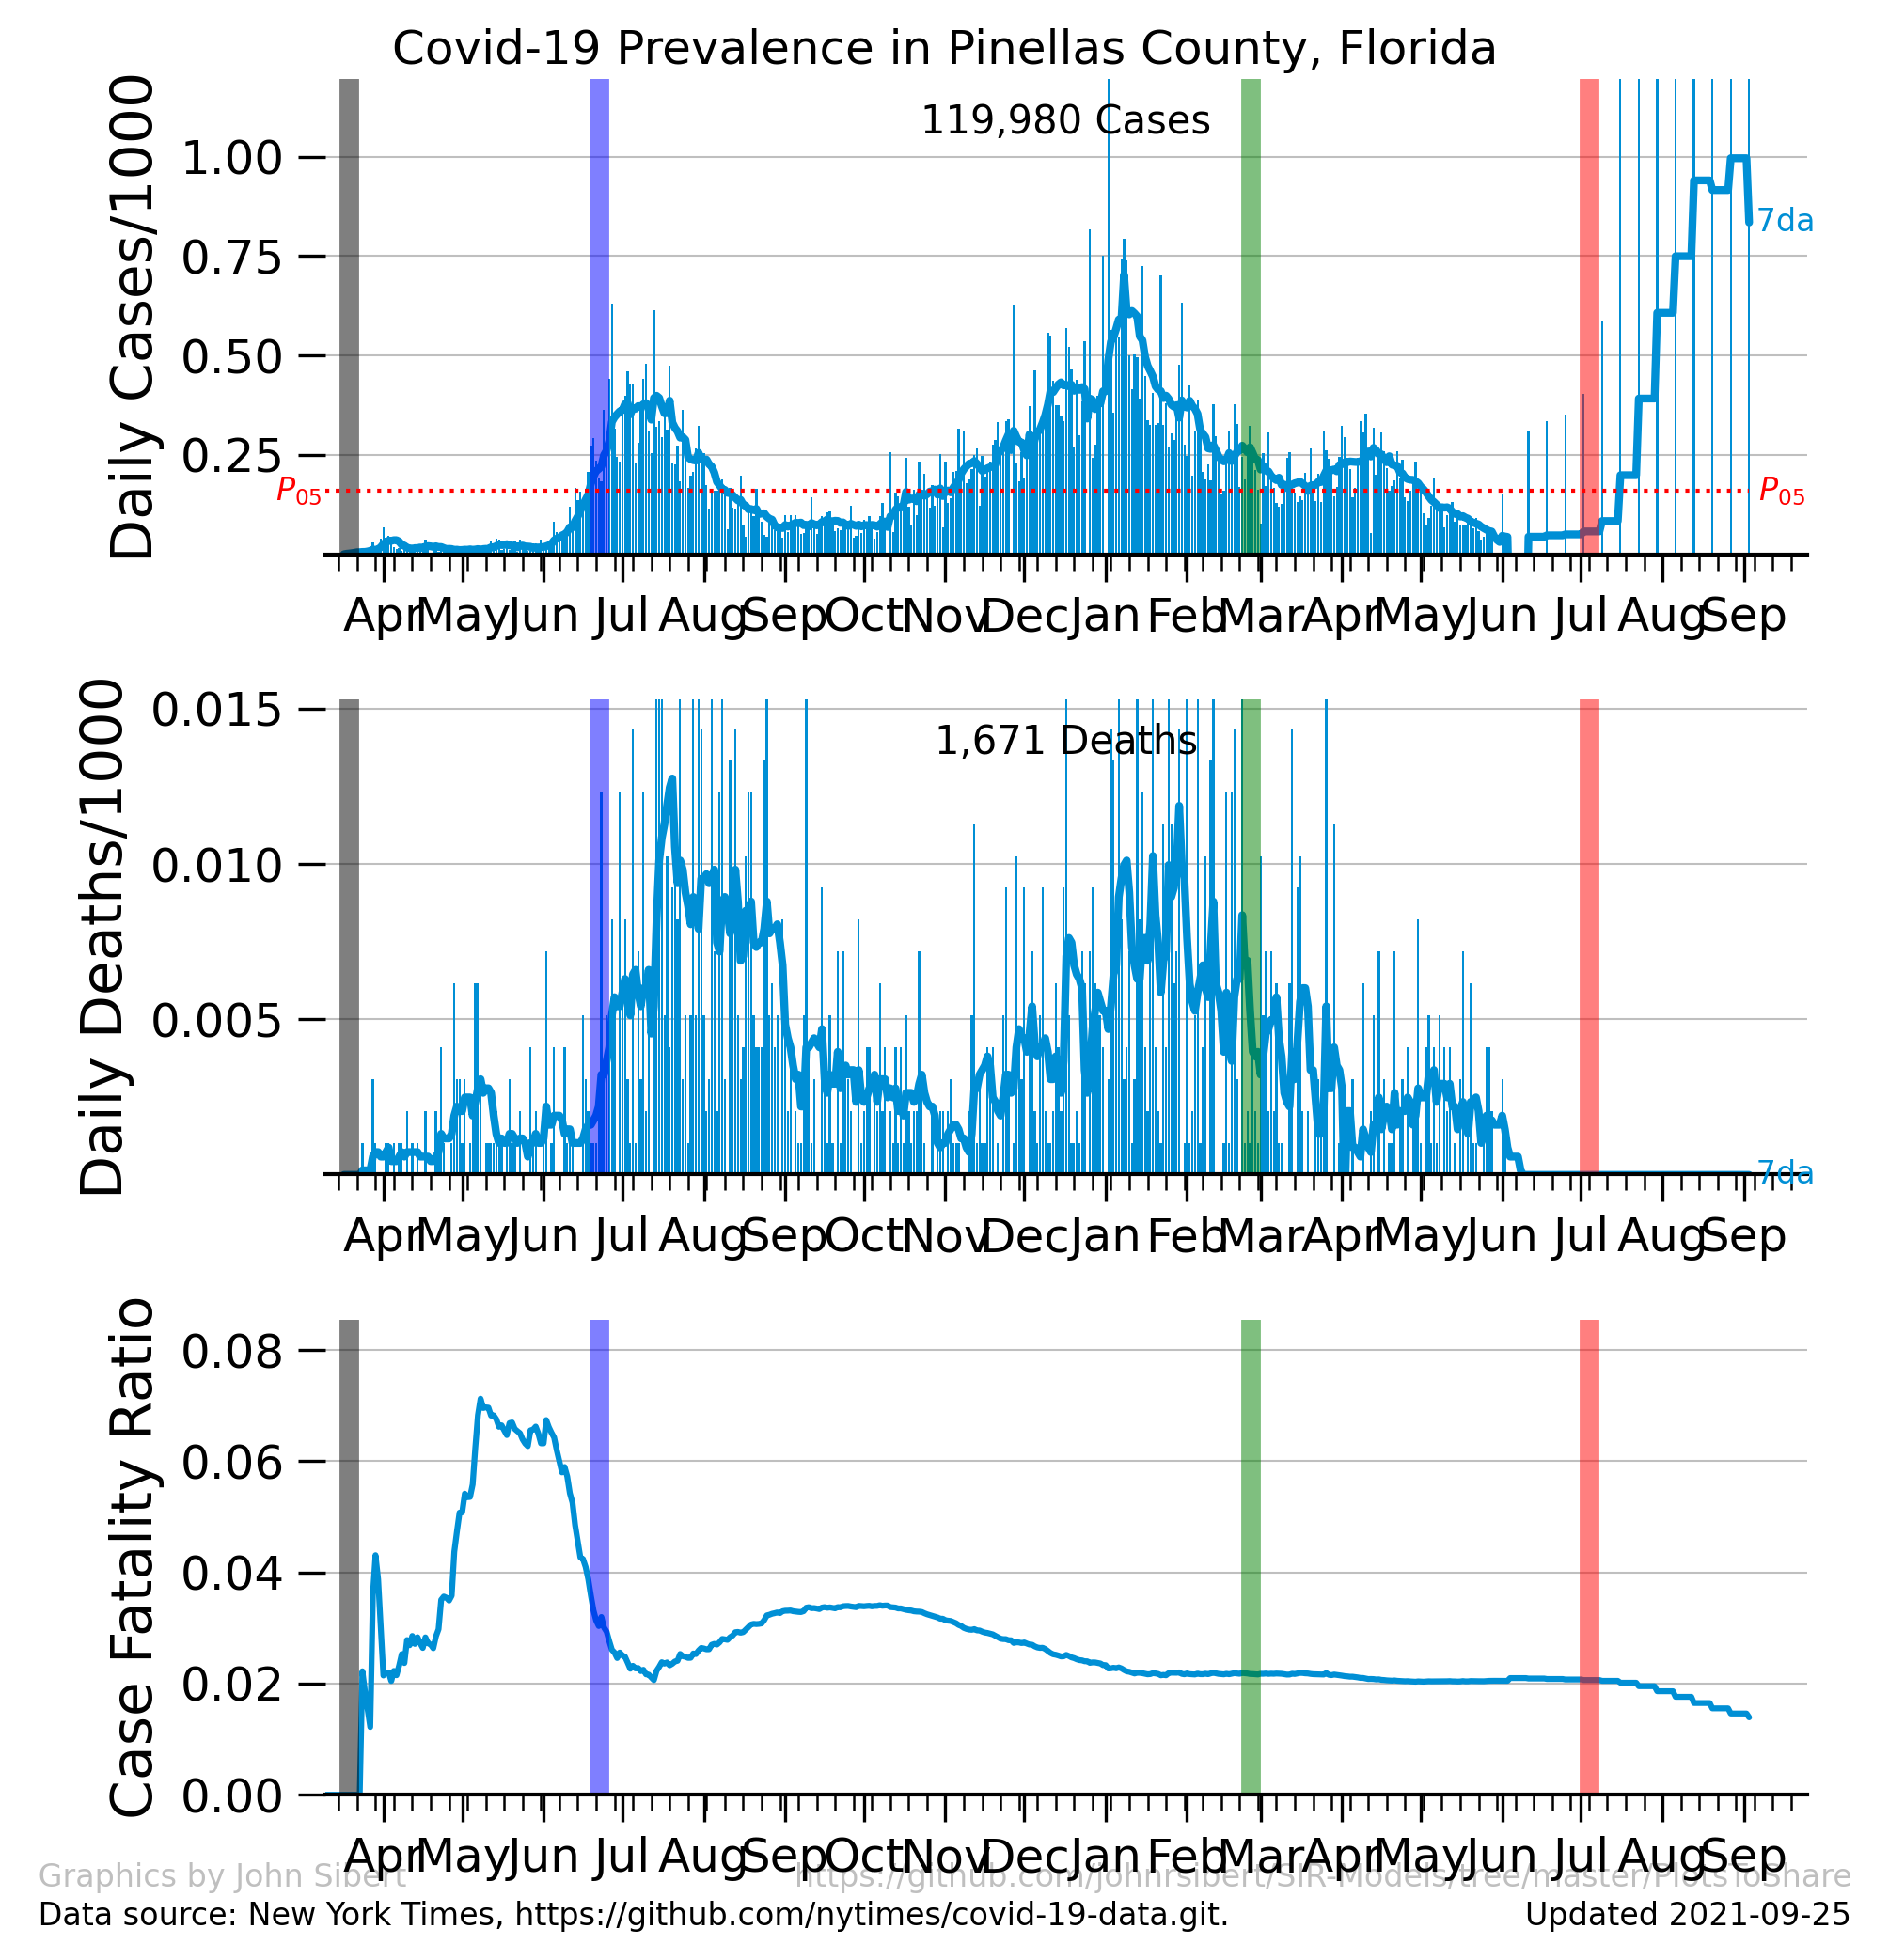 Covid-19 Prevalence in Pinellas County, Florida
119,980 Cases
Daily Cases/1000
1.00
0.75
0.50
0.25
P05
P05
7da
Apr May Jun Jul Aug Sep Oct Nov Dec Jan Feb Mar Apr May Jun Jul Aug Sep
1,671 Deaths
Daily Deaths/1000
0.015
0.010
0.005
7da
Apr May Jun Jul Aug Sep Oct Nov Dec Jan Feb Mar Apr May Jun Jul Aug Sep
Case Fatality Ratio
0.08
0.06
0.04
0.02
0.00
Apr May Jun Jul Aug Sep Oct Nov Dec Jan Feb Mar Apr May Jun Jul Aug Sep
Graphics by John Sibert https://github.com/johnrsibert/SIR-Models/tree/master/PlotsToShare
Data source: New York Times, https://github.com/nytimes/covid-19-data.git. Updated 2021-09-25